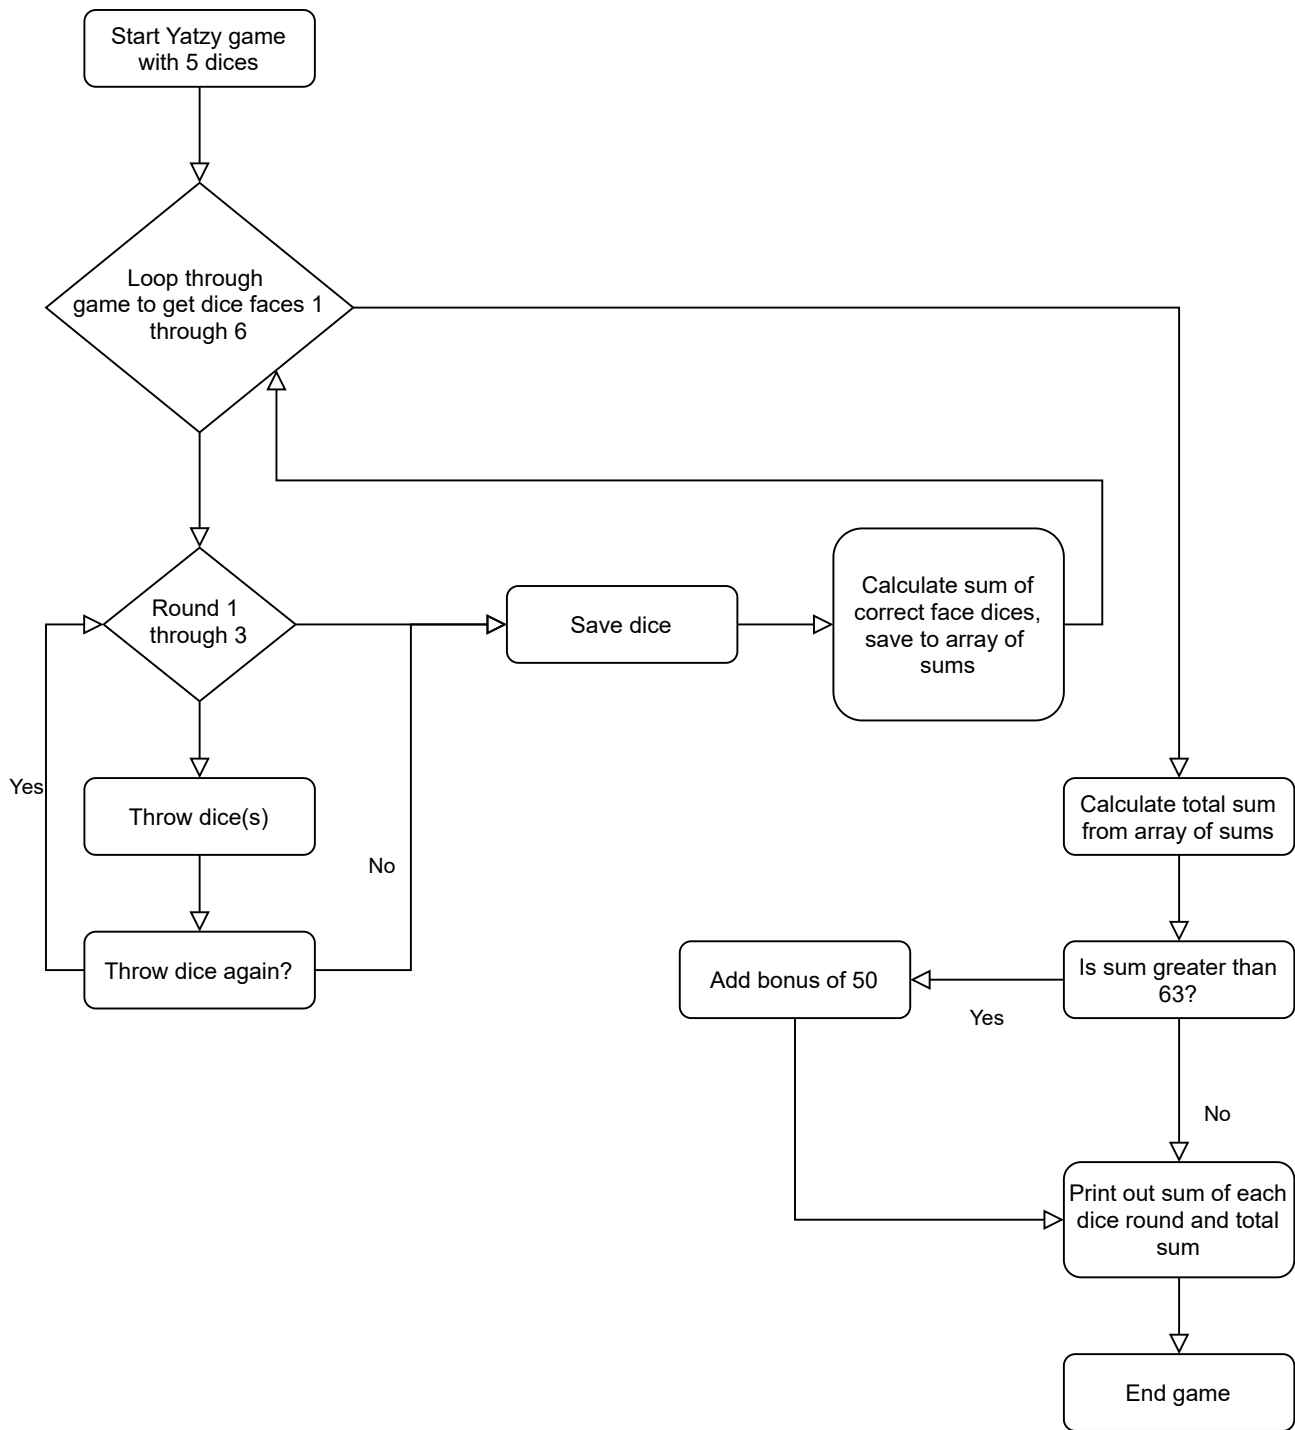 Start Yatzy game
with 5 dices
Loop through
game to get dice faces 1
through 6
Round 1
through 3
Save dice
Calculate sum of
correct face dices,
save to array of
sums
Yes
Throw dice(s)
No
Throw dice again?
Calculate total sum
from array of sums
Is sum greater than
63?
Yes
Add bonus of 50
No
Print out sum of each
dice round and total
sum
End game